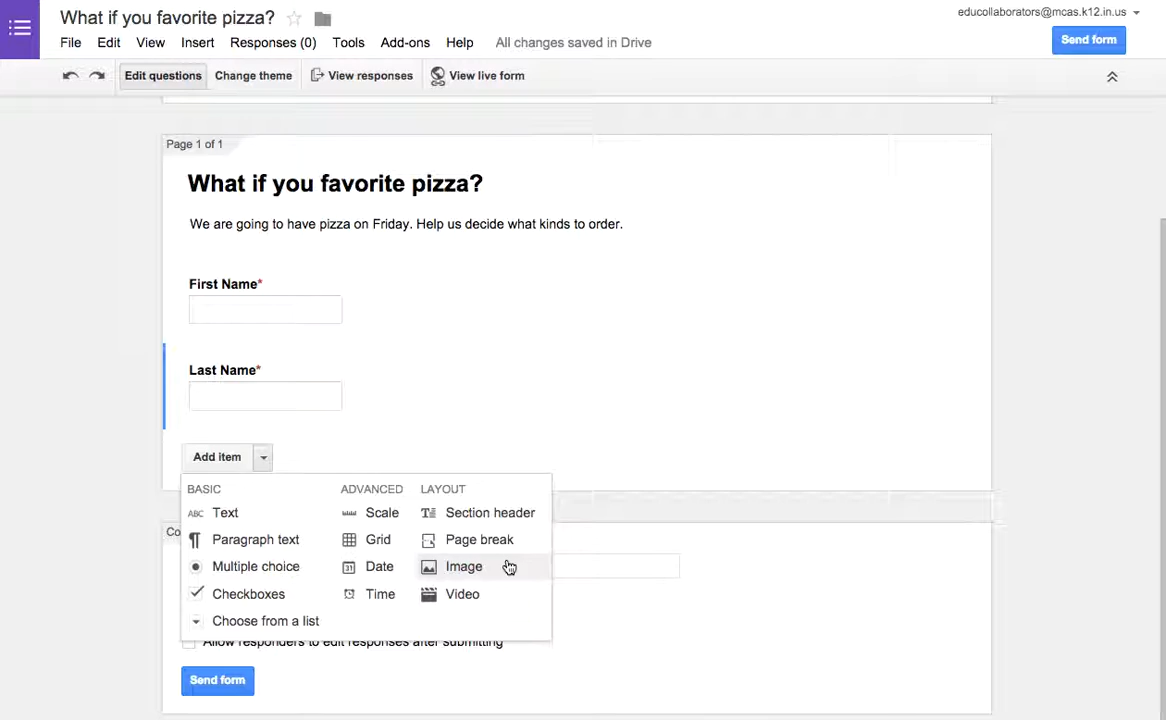 What if you favorite pizza?
educollaborators@mcas.k12.in.us
File Edit View Insert Responses (0) Tools Add-ons Help All changes saved in Drive
Send form
Edit questions Change theme View responses View live form
Page 1 of 1
What if you favorite pizza?
We are going to have pizza on Friday. Help us decide what kinds to order.
First Name*
Last Name*
Add item
BASIC ADVANCED LAYOUT
ABC Text Scale Section header
Paragraph text Grid Page break
Multiple choice 31 Date Image
Checkboxes Time Video
Choose from a list
Co
Allow responders to edit responses after submitting
Send form